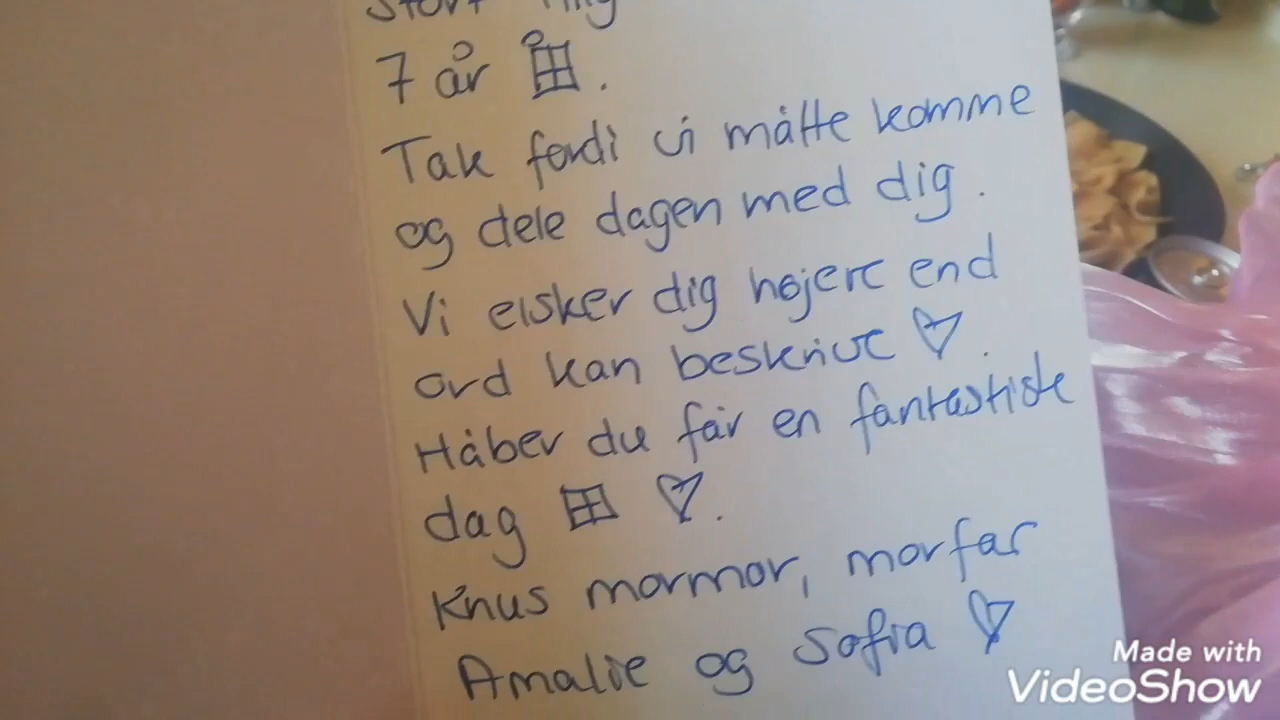 7 år
Tak fordi vi måtte komme
og dele dagen med dig.
Vi elsker dig højere end
ord kan beskrive ♡.
Håber du får en fantastisk
dag ♡.
Knus mormor, morfar
Amalie og Sofia ♡
Made with
VideoShow